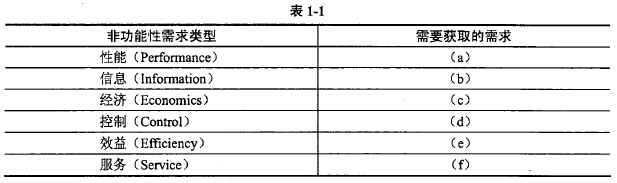 表 1-1
非功能性需求类型 需要获取的需求
性能（Performance） （a）
信息（Information） （b）
经济（Economics） （c）
控制（Control） （d）
效益（Efficiency） （e）
服务（Service） （f）